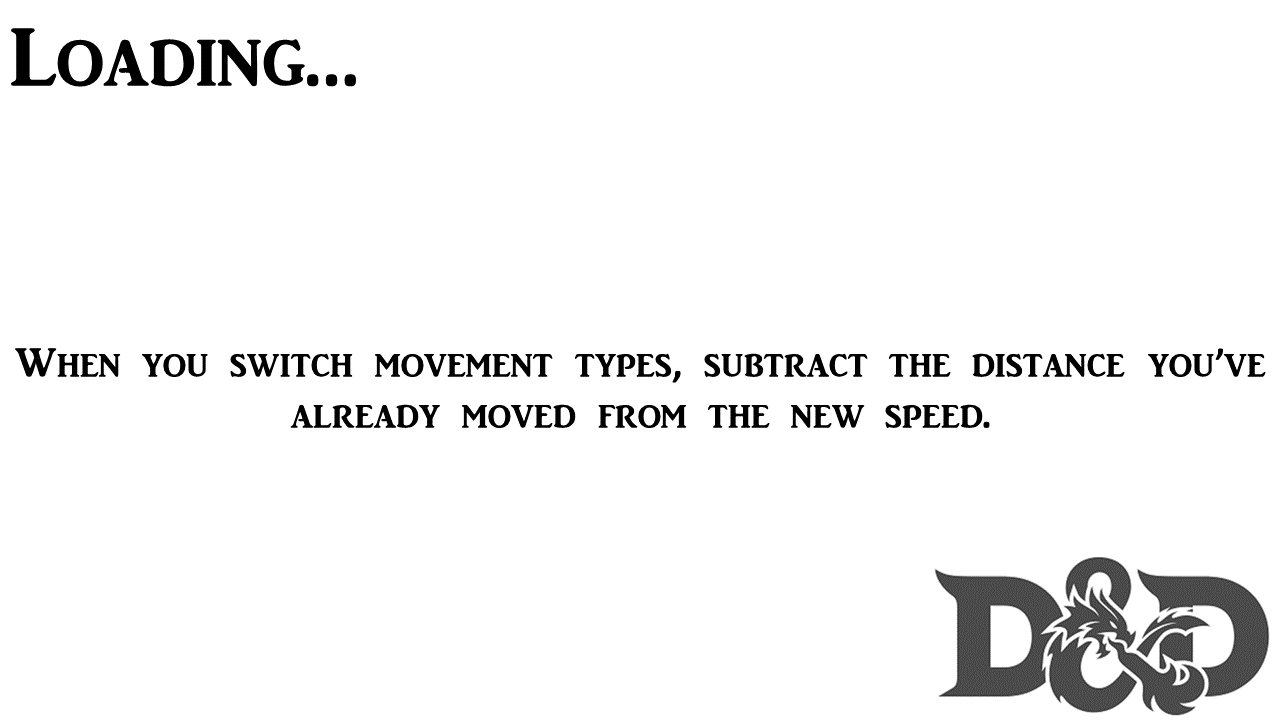 Loading...
When you switch movement types, subtract the distance you've
already moved from the new speed.
D&D